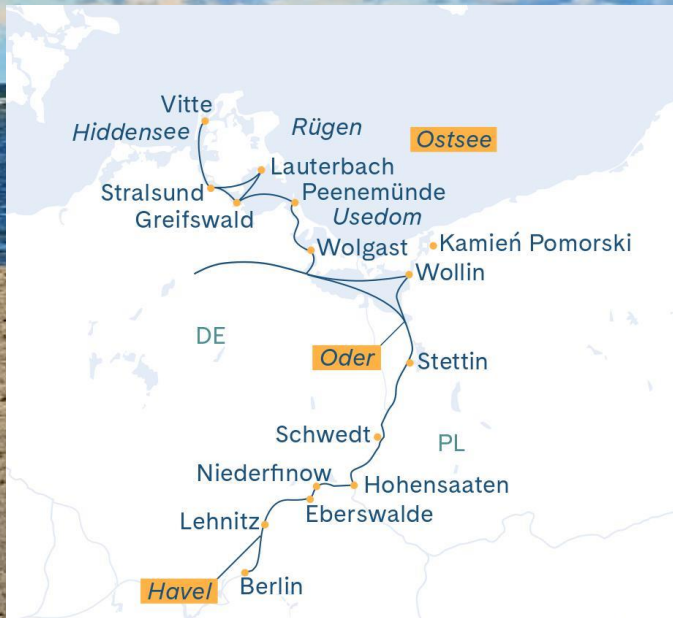 Vitte
Hiddensee
Rügen
Ostsee
Lauterbach
Stralsund
Peenemünde
Greifswald
Usedom
Wolgast
Kamień Pomorski
Wollin
DE
Oder
Stettin
Schwedt
PL
Niederfinow
Hohensaaten
Eberswalde
Lehnitz
Havel
Berlin